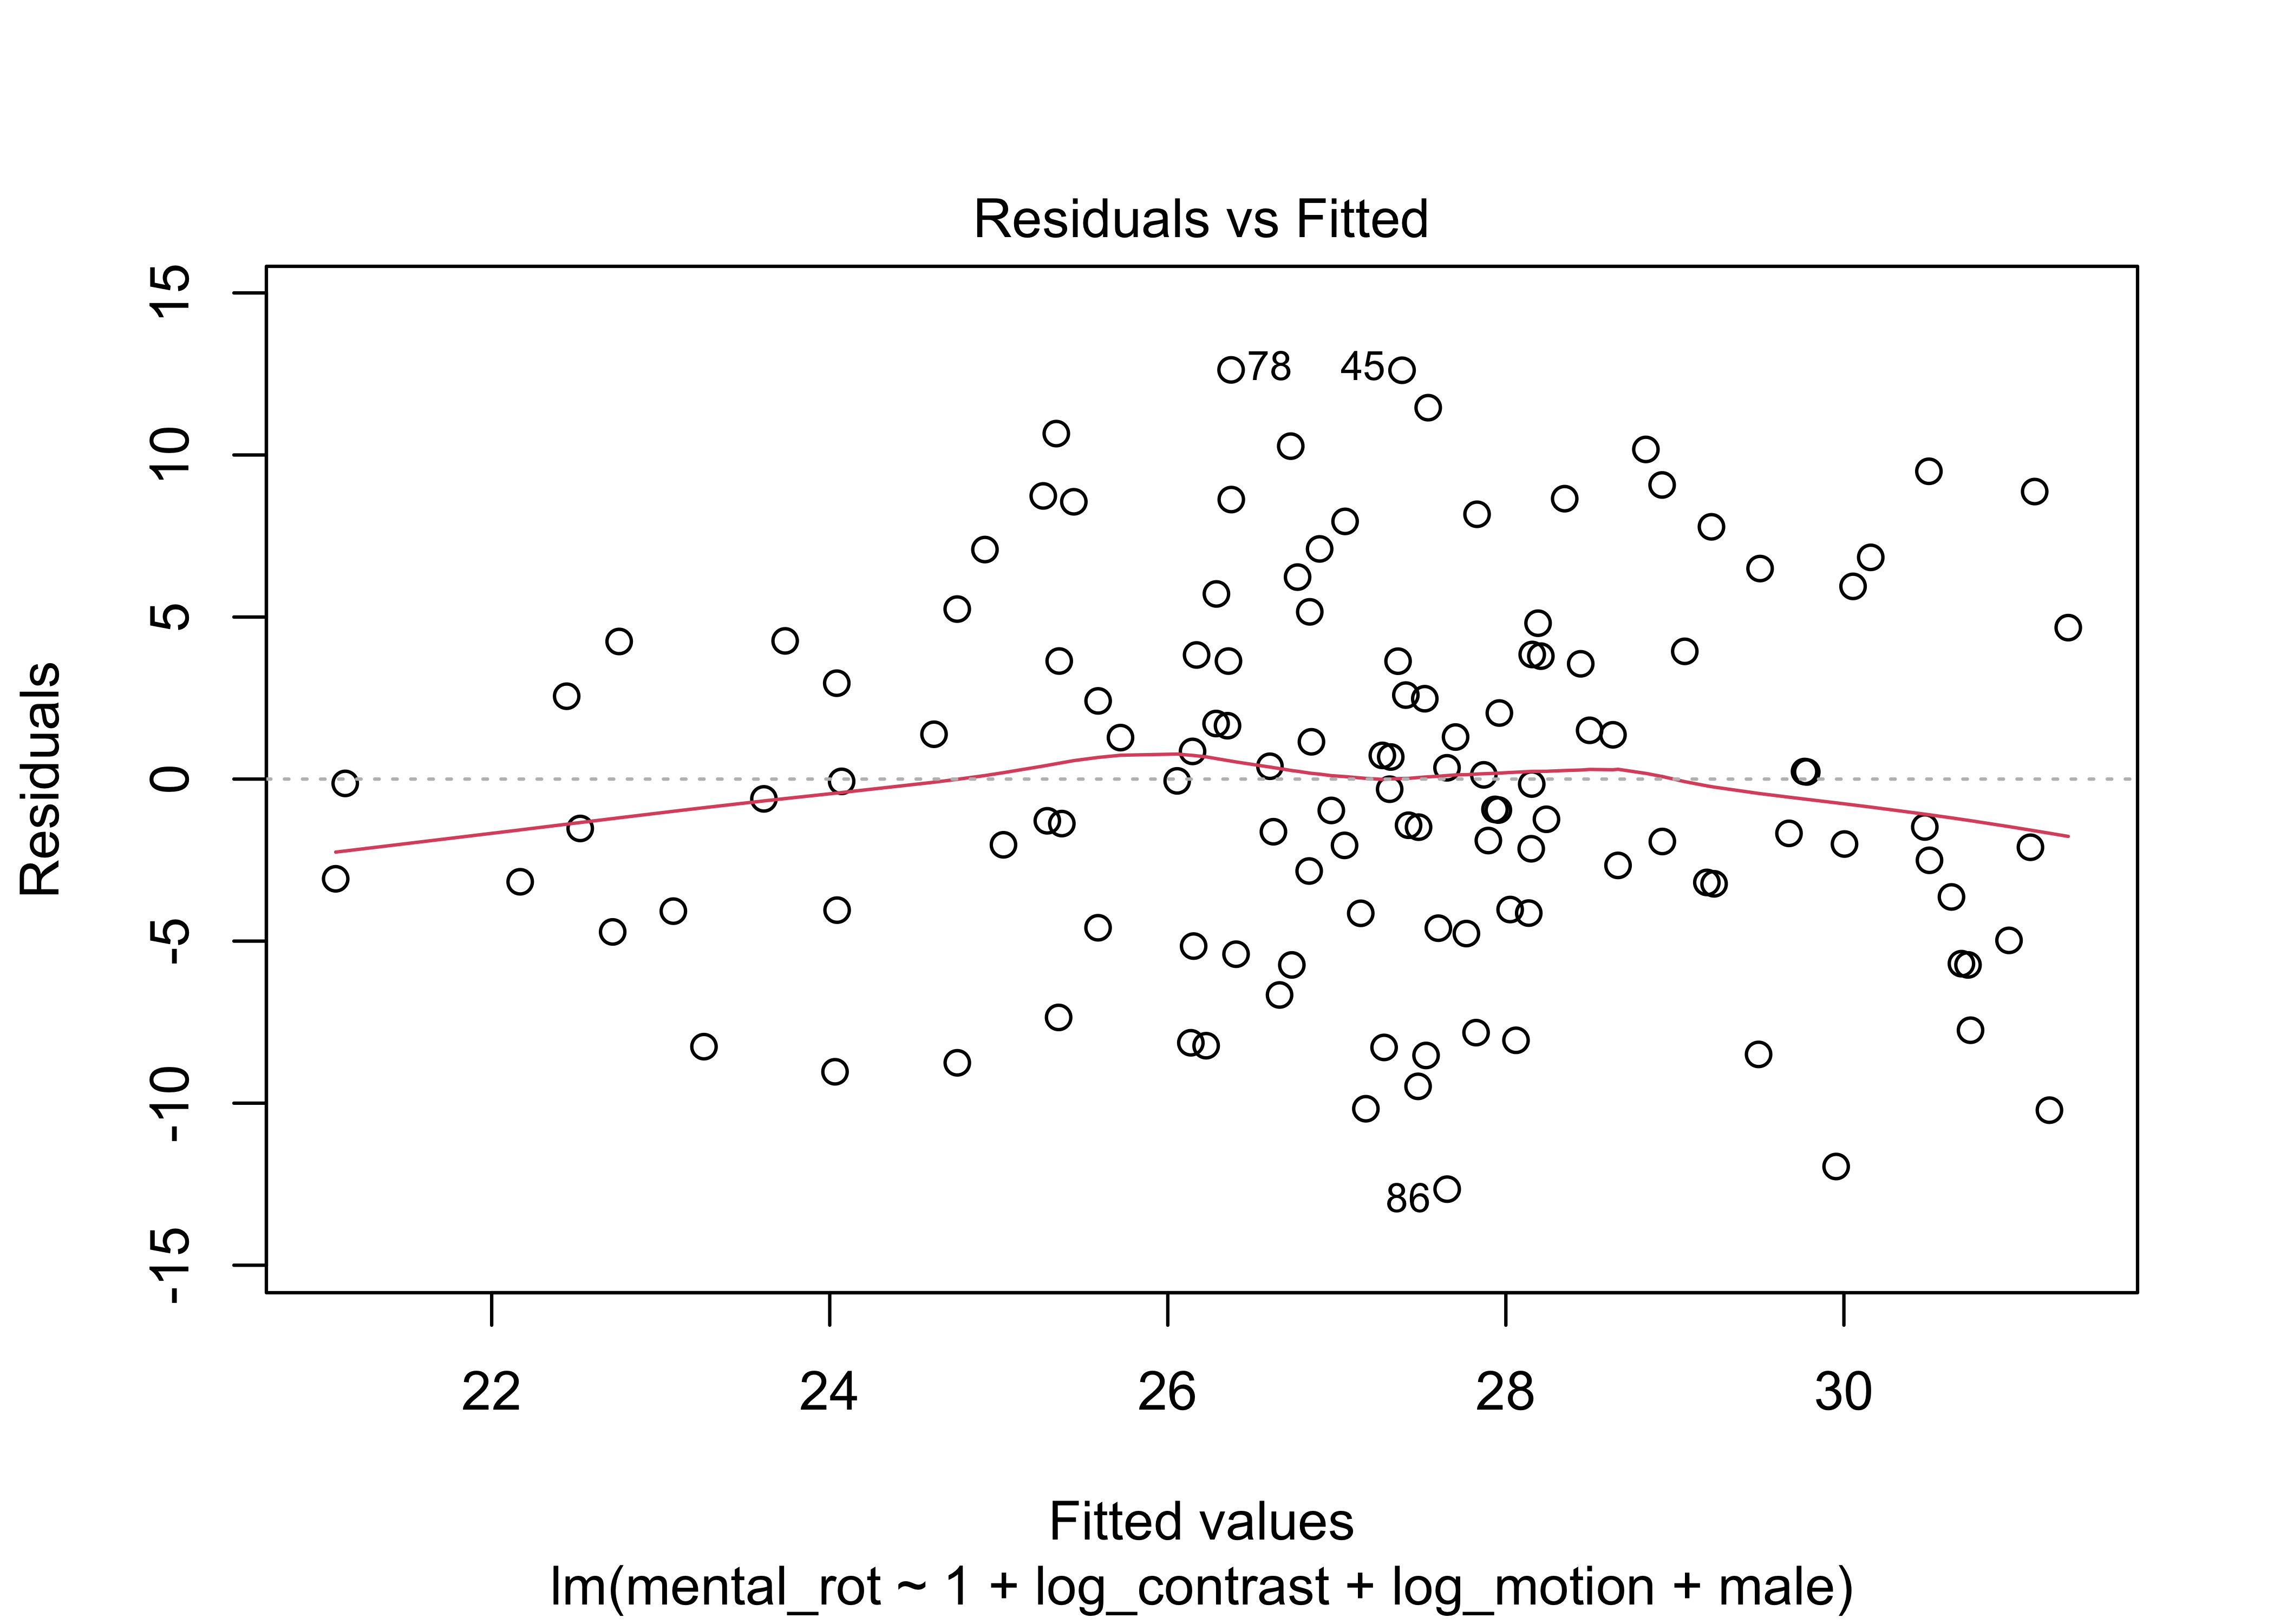 Residuals vs Fitted
15
10
5
0
-5
-10
-15
Residuals
78
45
86
22 24 26 28 30
Fitted values
lm(mental_rot ~ 1 + log_contrast + log_motion + male)